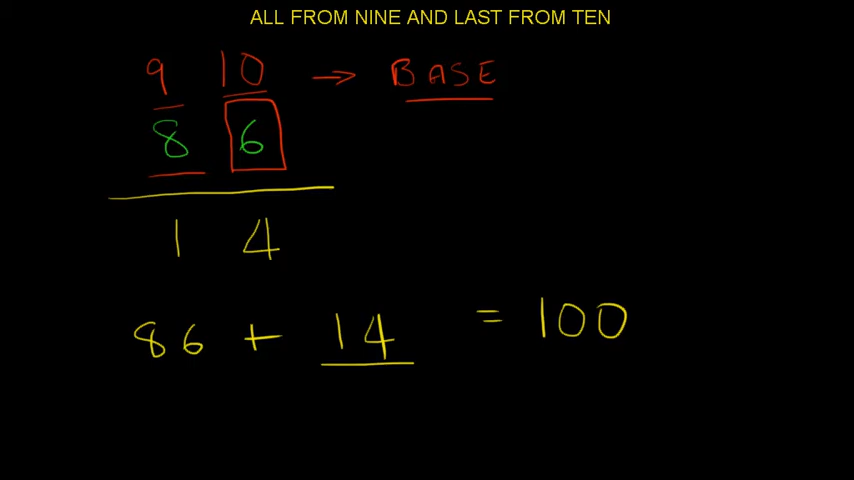 ALL FROM NINE AND LAST FROM TEN
9 10 → BASE
8 6
1 4
86 + 14 = 100